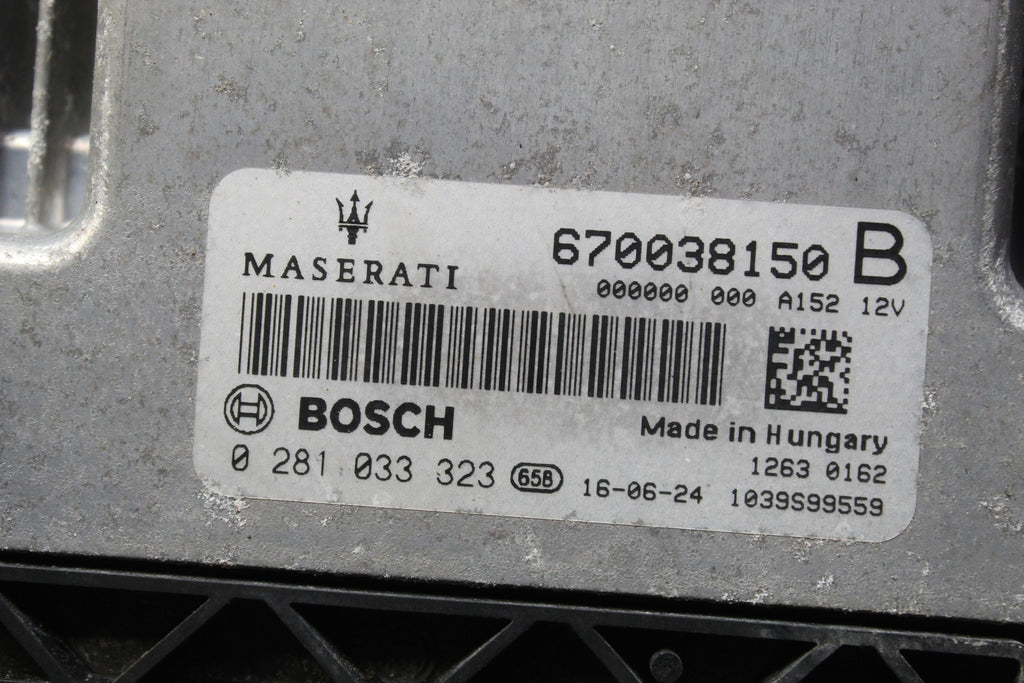 MASERATI
670038150 B
000000 000 A152 12V
BOSCH
Made in Hungary
1263 0162
0 281 033 323 65B 16-06-24 1039S99559